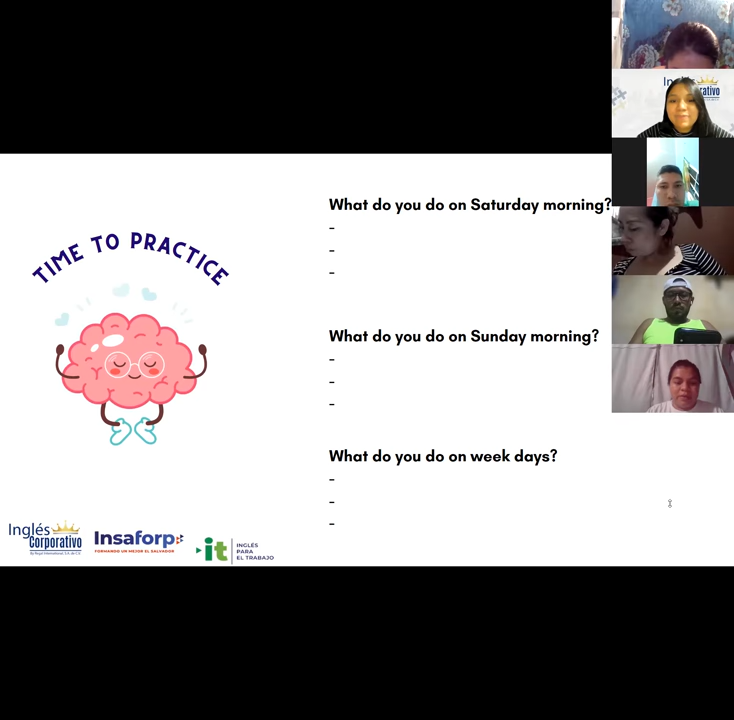 What do you do on Saturday morning?
-
-
-
TIME TO PRACTICE
What do you do on Sunday morning?
-
-
-
What do you do on week days?
-
-
-
Inglés
Corporativo
Insaforp
FORMANDO UN MEJOR EL SALVADOR
it
INGLÉS
PARA
EL TRABAJO